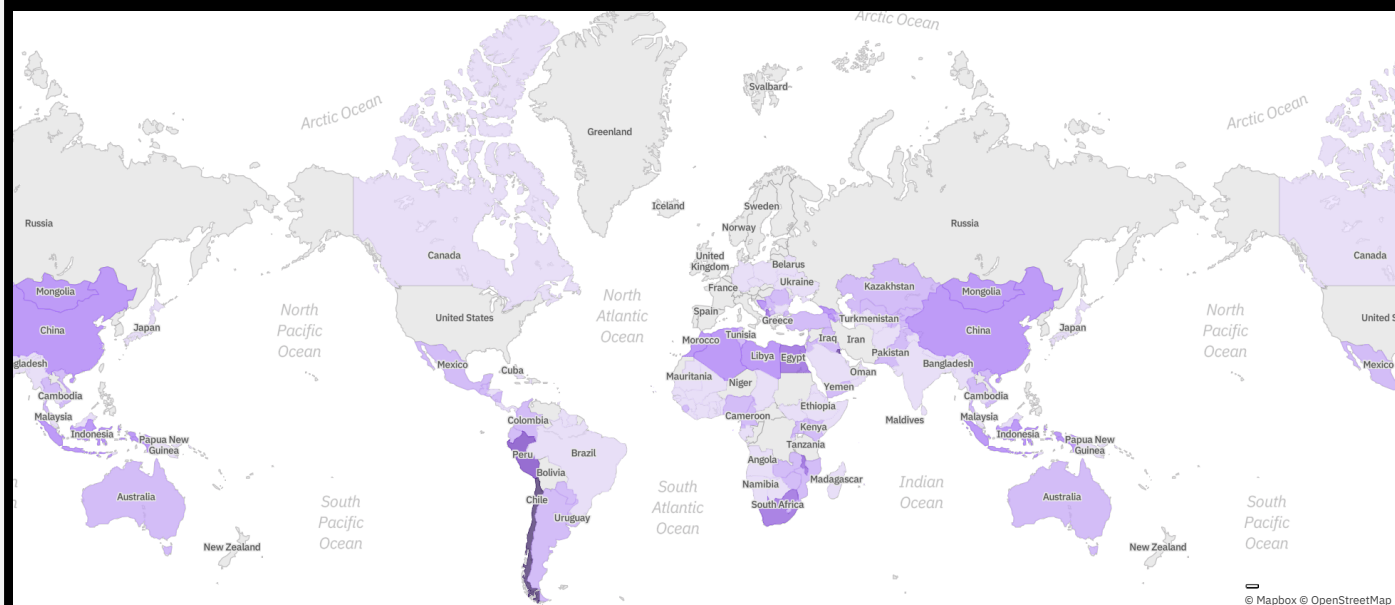 Arctic Ocean
Svalbard
Arctic Ocean
Greenland
Arctic Ocean
Iceland
Sweden
Russia
Norway
Russia
Canada
United
Kingdom
Belarus
Canada
Ukraine
Mongolia
France
Kazakhstan
Mongolia
North
Pacific
Ocean
North
Atlantic
Ocean
North
Pacific
Ocean
Spain
United States
Greece
Turkmenistan
United S
China
Japan
Morocco
Tunisia
Iraq
Iran
China
Japan
Libya
Egypt
Pakistan
gladesh
Mexico
Cuba
Mauritania
Niger
Oman
Yemen
Bangladesh
Mexico
Cambodia
Cambodia
Malaysia
Colombia
Cameroon
Ethiopia
Maldives
Malaysia
Indonesia
Kenya
Indonesia
Papua New
Guinea
Peru
Brazil
Tanzania
Papua New
Guinea
Bolivia
Angola
Namibia
Madagascar
Indian
Ocean
Australia
Chile
South Africa
Australia
South
Pacific
Ocean
Uruguay
South
Atlantic
Ocean
South
Pacific
Ocean
New Zealand
New Zealand
n
© Mapbox © OpenStreetMap